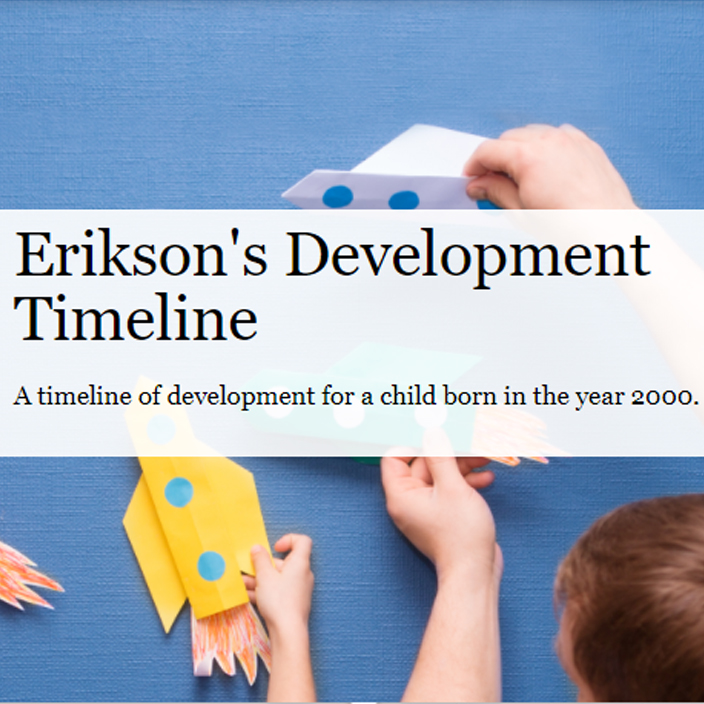 Erikson's Development
Timeline
A timeline of development for a child born in the year 2000.